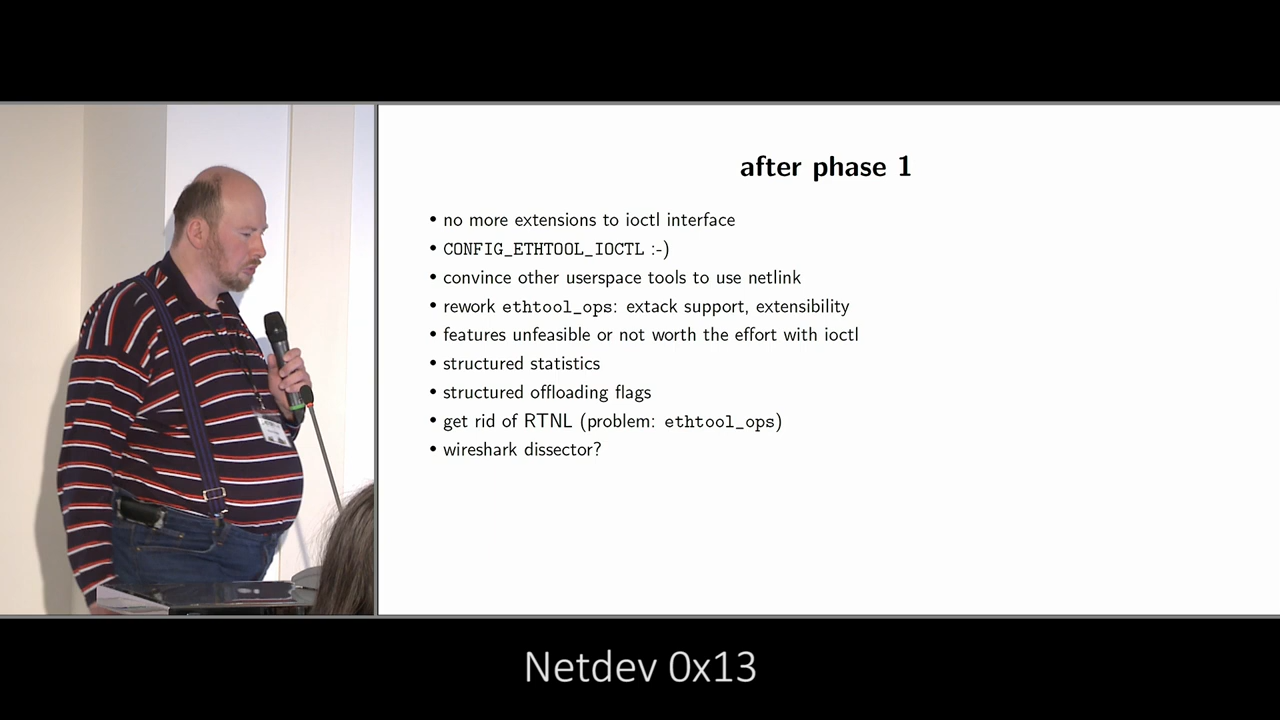 after phase 1
• no more extensions to ioctl interface
• CONFIG_ETHTOOL_IOCTL :-)
• convince other userspace tools to use netlink
• rework ethtool_ops: extack support, extensibility
• features unfeasible or not worth the effort with ioctl
• structured statistics
• structured offloading flags
• get rid of RTNL (problem: ethtool_ops)
• wireshark dissector?
Netdev 0x13